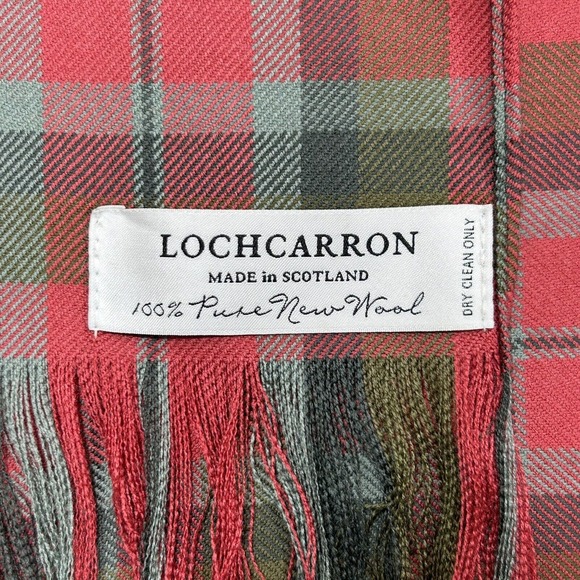 LOCHCARRON
MADE in SCOTLAND
100% Pure New Wool
DRY CLEAN ONLY